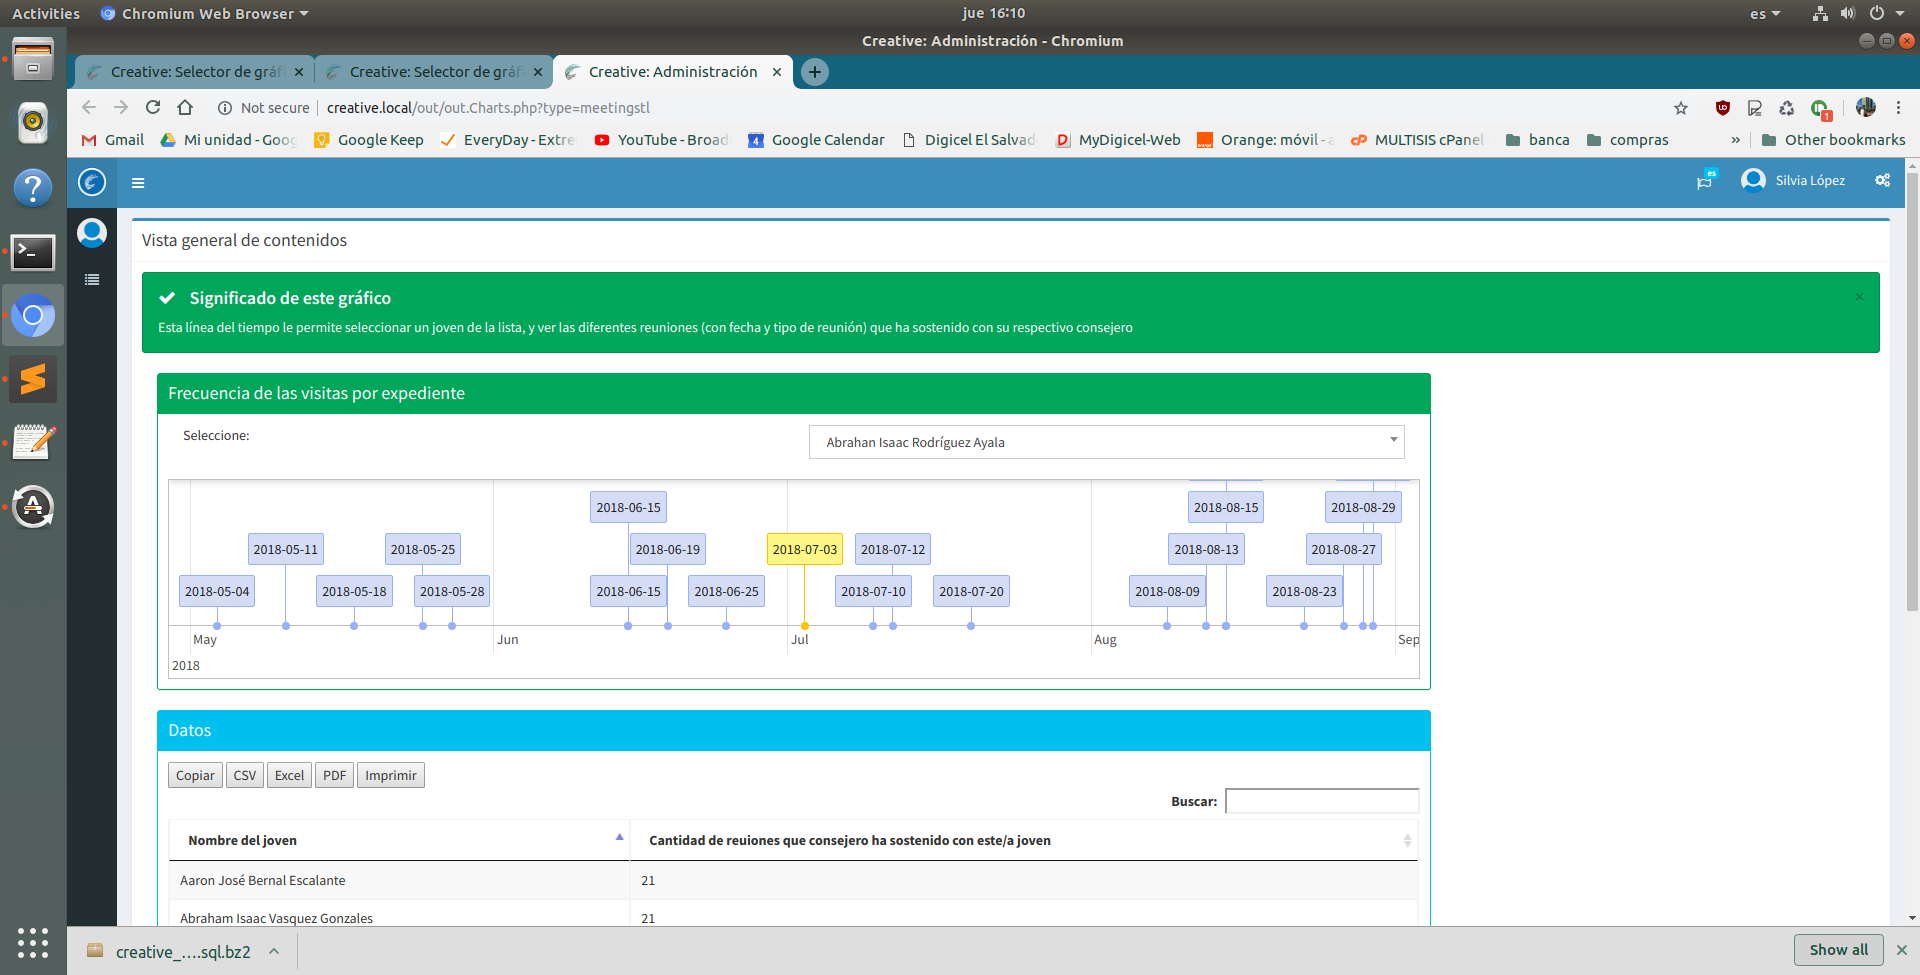 Activities Chromium Web Browser jue 16:10 es
Creative: Administración - Chromium
Creative: Selector de gráf Creative: Selector de gráf Creative: Administración
Not secure creative.local/out/out.Charts.php?type=meetingstl
Gmail Mi unidad - Goog Google Keep EveryDay - Extre YouTube - Broad Google Calendar Digicel El Salvad MyDigicel-Web Orange: móvil - a MULTISIS cPanel banca compras » Other bookmarks
es Silvia López
Vista general de contenidos
Significado de este gráfico
Esta línea del tiempo le permite seleccionar un joven de la lista, y ver las diferentes reuniones (con fecha y tipo de reunión) que ha sostenido con su respectivo consejero
Frecuencia de las visitas por expediente
Seleccione: Abrahan Isaac Rodríguez Ayala
2018-06-15 2018-08-15 2018-08-29
2018-05-11 2018-05-25 2018-06-19 2018-07-03 2018-07-12 2018-08-13 2018-08-27
2018-05-04 2018-05-18 2018-05-28 2018-06-15 2018-06-25 2018-07-10 2018-07-20 2018-08-09 2018-08-23
May Jun Jul Aug Sep
2018
Datos
Copiar CSV Excel PDF Imprimir
Buscar:
Nombre del joven Cantidad de reuiones que consejero ha sostenido con este/a joven
Aaron José Bernal Escalante 21
Abraham Isaac Vasquez Gonzales 21
creative_....sql.bz2 Show all